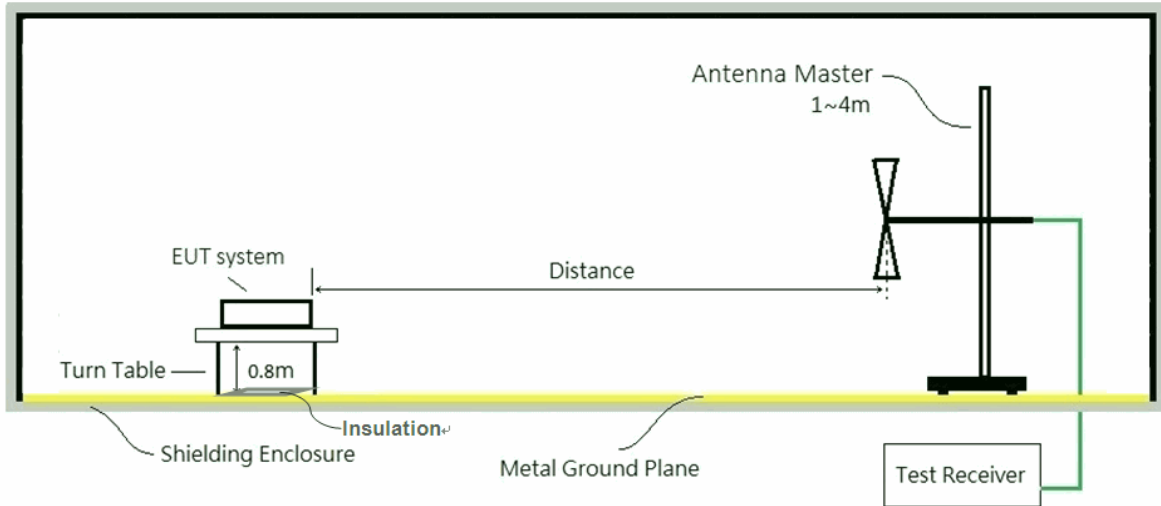 Antenna Master
1~4m
EUT system
Distance
Turn Table
0.8m
Insulation↵
Shielding Enclosure
Metal Ground Plane
Test Receiver